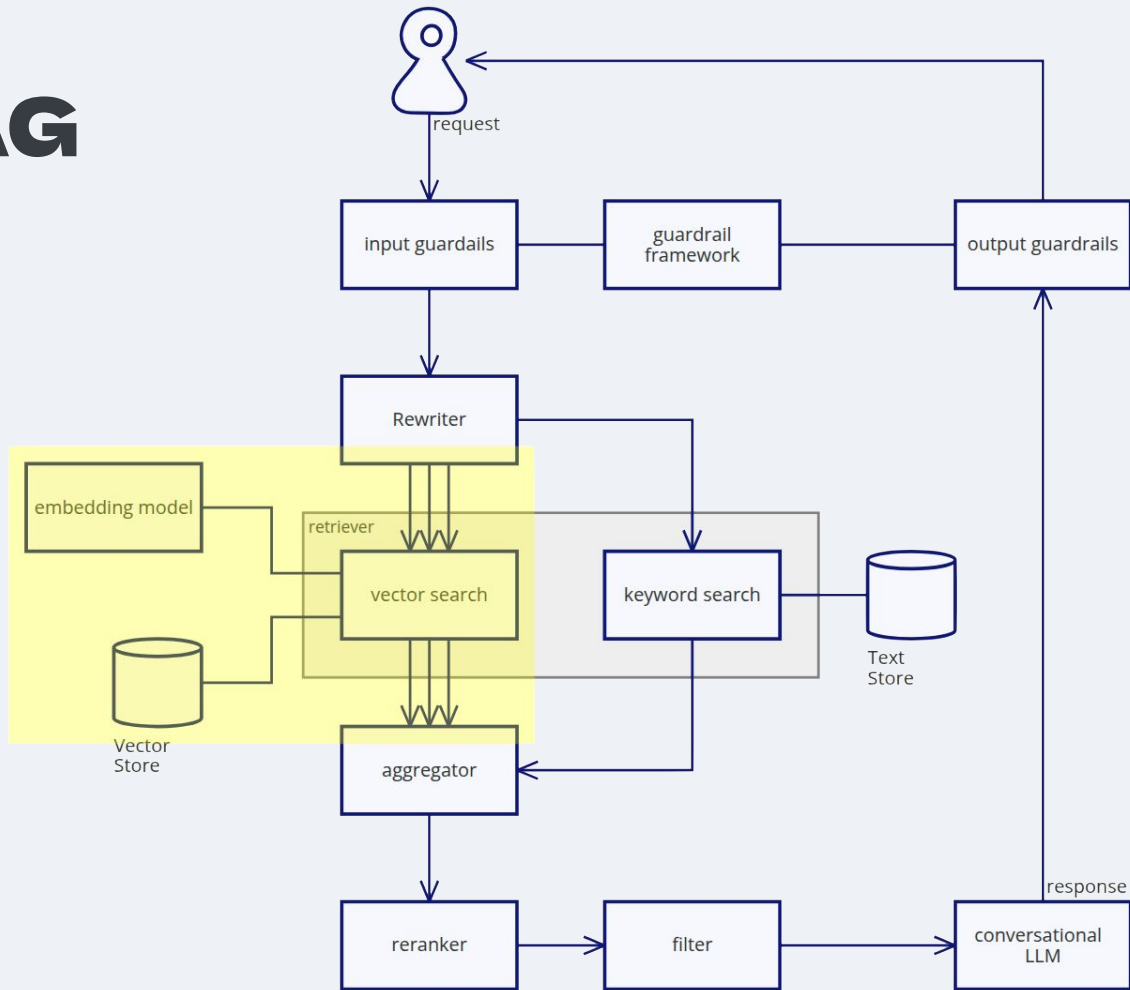 AG
request
input guardails
guardrail
framework
output guardrails
Rewriter
embedding model
retriever
vector search
keyword search
Text
Store
Vector
Store
aggregator
response
reranker
filter
conversational
LLM